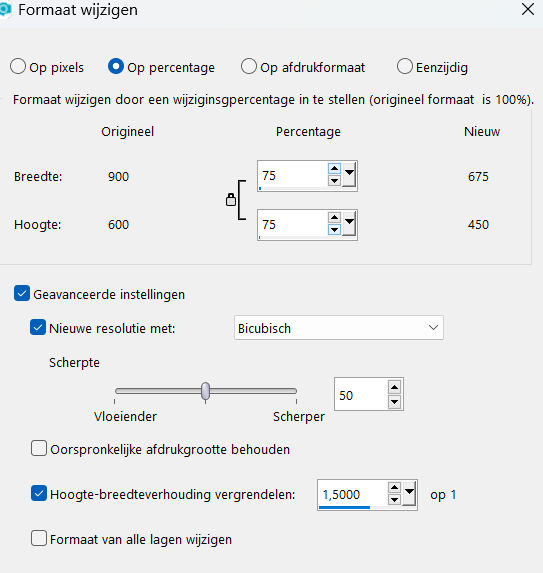 Formaat wijzigen
Op pixels Op percentage Op afdrukformaat Eenzijdig
Formaat wijzigen door een wijziginsgpercentage in te stellen (origineel formaat is 100%).
Origineel Percentage Nieuw
Breedte: 900 75 675
Hoogte: 600 75 450
Geavanceerde instellingen
Nieuwe resolutie met: Bicubisch
Scherpte
50
Vloeiender Scherper
Oorspronkelijke afdrukgrootte behouden
Hoogte-breedteverhouding vergrendelen: 1,5000 op 1
Formaat van alle lagen wijzigen